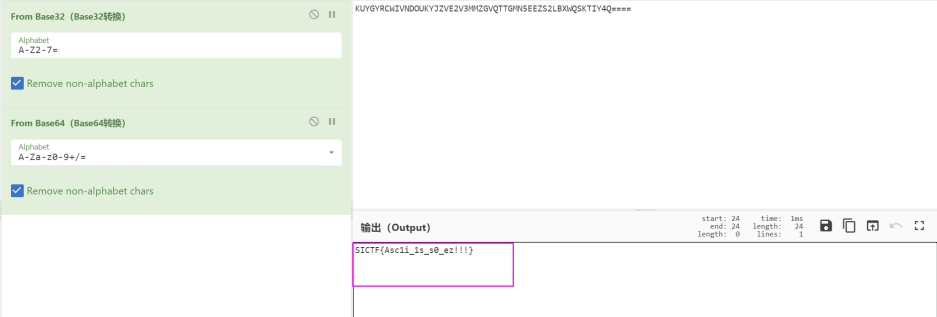 From Base32（Base32转换）
Alphabet
A-Z2-7=
Remove non-alphabet chars
From Base64（Base64转换）
Alphabet
A-Za-z0-9+/=
Remove non-alphabet chars
KUYGYRCWIVNDOUKYJZVE2V3MMZGVQTTGMN5EEZS2LBXWQSKTIY4Q====
输出（Output）
start: 24
end: 24
length: 0
time: 1ms
length: 24
lines: 1
SICTF{Asc1i_1s_s0_ez!!!}